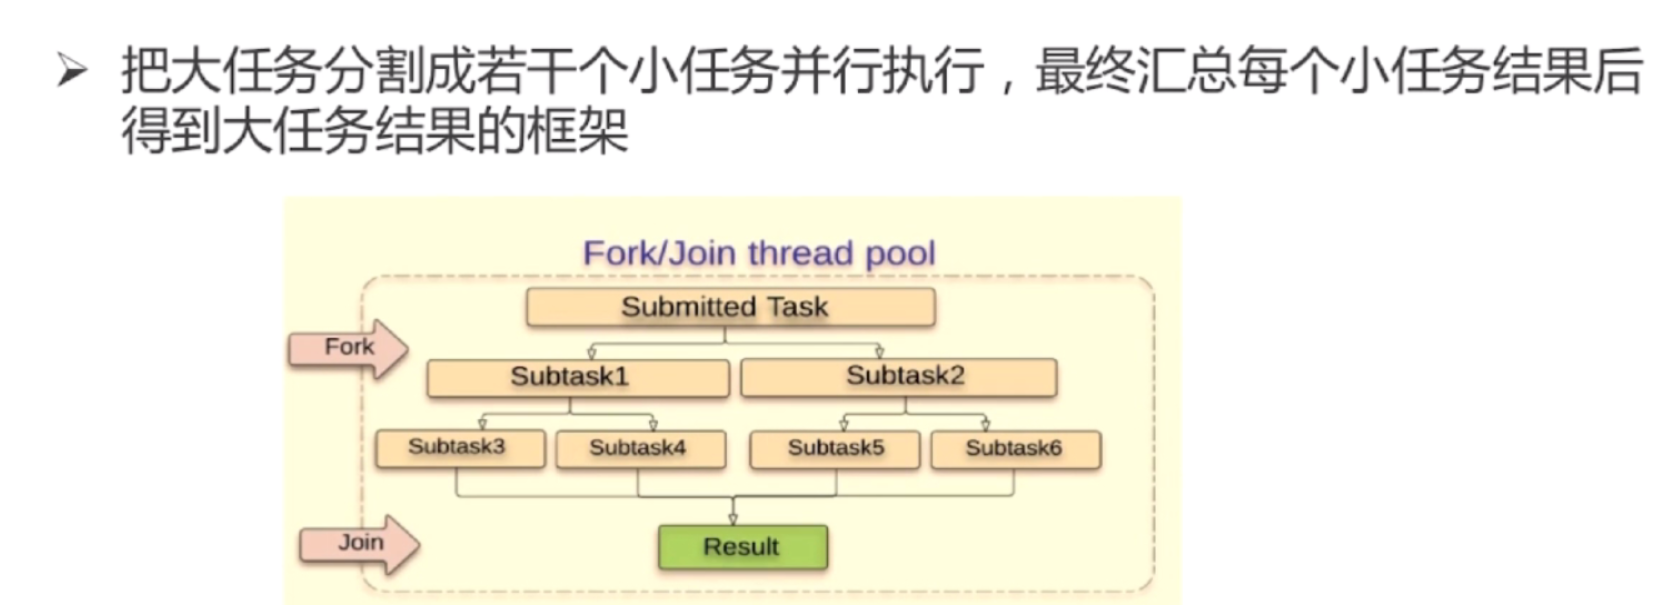 把大任务分割成若干个小任务并行执行，最终汇总每个小任务结果后
得到大任务结果的框架
Fork/Join thread pool
Submitted Task
Fork
Subtask1 Subtask2
Subtask3 Subtask4 Subtask5 Subtask6
Join
Result